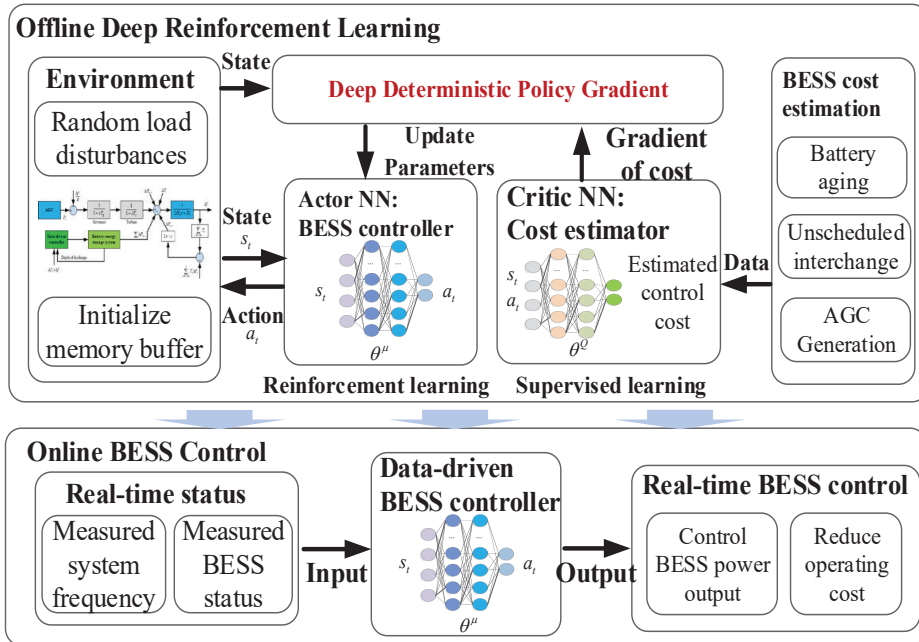 Offline Deep Reinforcement Learning
Environment
Random load
disturbances
Initialize
memory buffer
State
Deep Deterministic Policy Gradient
Update
Parameters
Gradient
of cost
State
s_t
Action
a_t
Actor NN:
BESS controller
s_t
a_t
θ^μ
Reinforcement learning
Critic NN:
Cost estimator
s_t
a_t
Estimated
control
cost
θ^Q
Supervised learning
Data
BESS cost
estimation
Battery
aging
Unscheduled
interchange
AGC
Generation
Online BESS Control
Real-time status
Measured
system
frequency
Measured
BESS
status
Input
Data-driven
BESS controller
s_t
a_t
θ^μ
Output
Real-time BESS control
Control
BESS power
output
Reduce
operating
cost